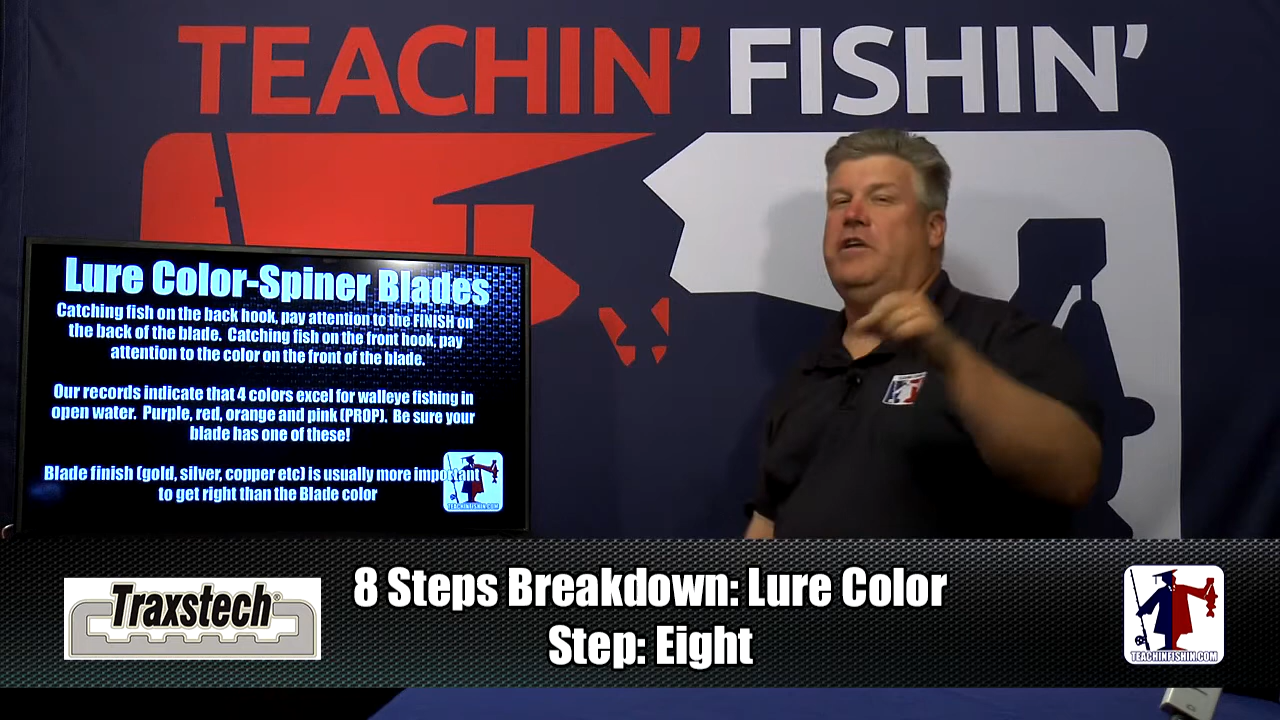 TEACHIN' FISHIN'
Lure Color-Spiner Blades
Catching fish on the back hook, pay attention to the FINISH on
the back of the blade. Catching fish on the front hook, pay
attention to the color on the front of the blade.
Our records indicate that 4 colors excel for walleye fishing in
open water. Purple, red, orange and pink (PROP). Be sure your
blade has one of these!
Blade finish (gold, silver, copper etc) is usually more important
to get right than the Blade color
TEACHINFISHIN.COM
Traxstech®
8 Steps Breakdown: Lure Color
Step: Eight
TEACHINFISHIN.COM